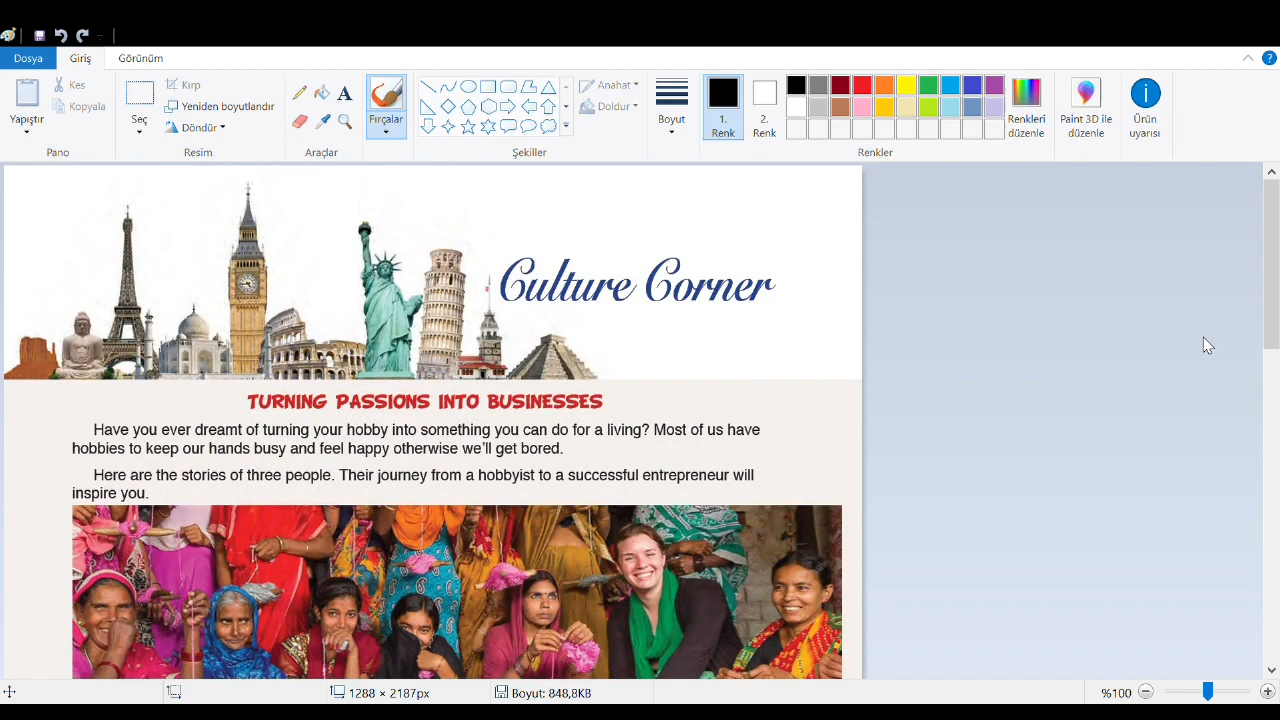 Dosya Giriş Görünüm
Yapıştır
Kes
Kopyala
Pano
Seç
Kırp
Yeniden boyutlandır
Döndür
Resim
A
Araçlar
Fırçalar
Anahat
Doldur
Şekiller
Boyut
1.
Renk
2.
Renk
Renkleri
düzenle
Renkler
Paint 3D ile
düzenle
Ürün
uyarısı
Culture Corner
TURNING PASSIONS INTO BUSINESSES
Have you ever dreamt of turning your hobby into something you can do for a living? Most of us have
hobbies to keep our hands busy and feel happy otherwise we'll get bored.
Here are the stories of three people. Their journey from a hobbyist to a successful entrepreneur will
inspire you.
1288 × 2187px
Boyut: 848,8KB
%100